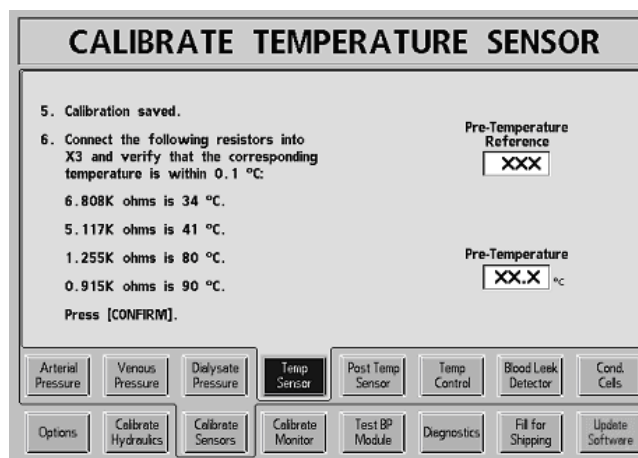 CALIBRATE TEMPERATURE SENSOR
5. Calibration saved.
6. Connect the following resistors into
X3 and verify that the corresponding
temperature is within 0.1 ºC:
6.808K ohms is 34 ºC.
5.117K ohms is 41 ºC.
1.255K ohms is 80 ºC.
0.915K ohms is 90 ºC.
Press [CONFIRM].
Pre-Temperature
Reference
XXX
Pre-Temperature
XX.X ºC
Arterial
Pressure
Venous
Pressure
Dialysate
Pressure
Temp
Sensor
Post Temp
Sensor
Temp
Control
Blood Leak
Detector
Cond.
Cells
Options
Calibrate
Hydraulics
Calibrate
Sensors
Calibrate
Monitor
Test BP
Module
Diagnostics
Fill for
Shipping
Update
Software